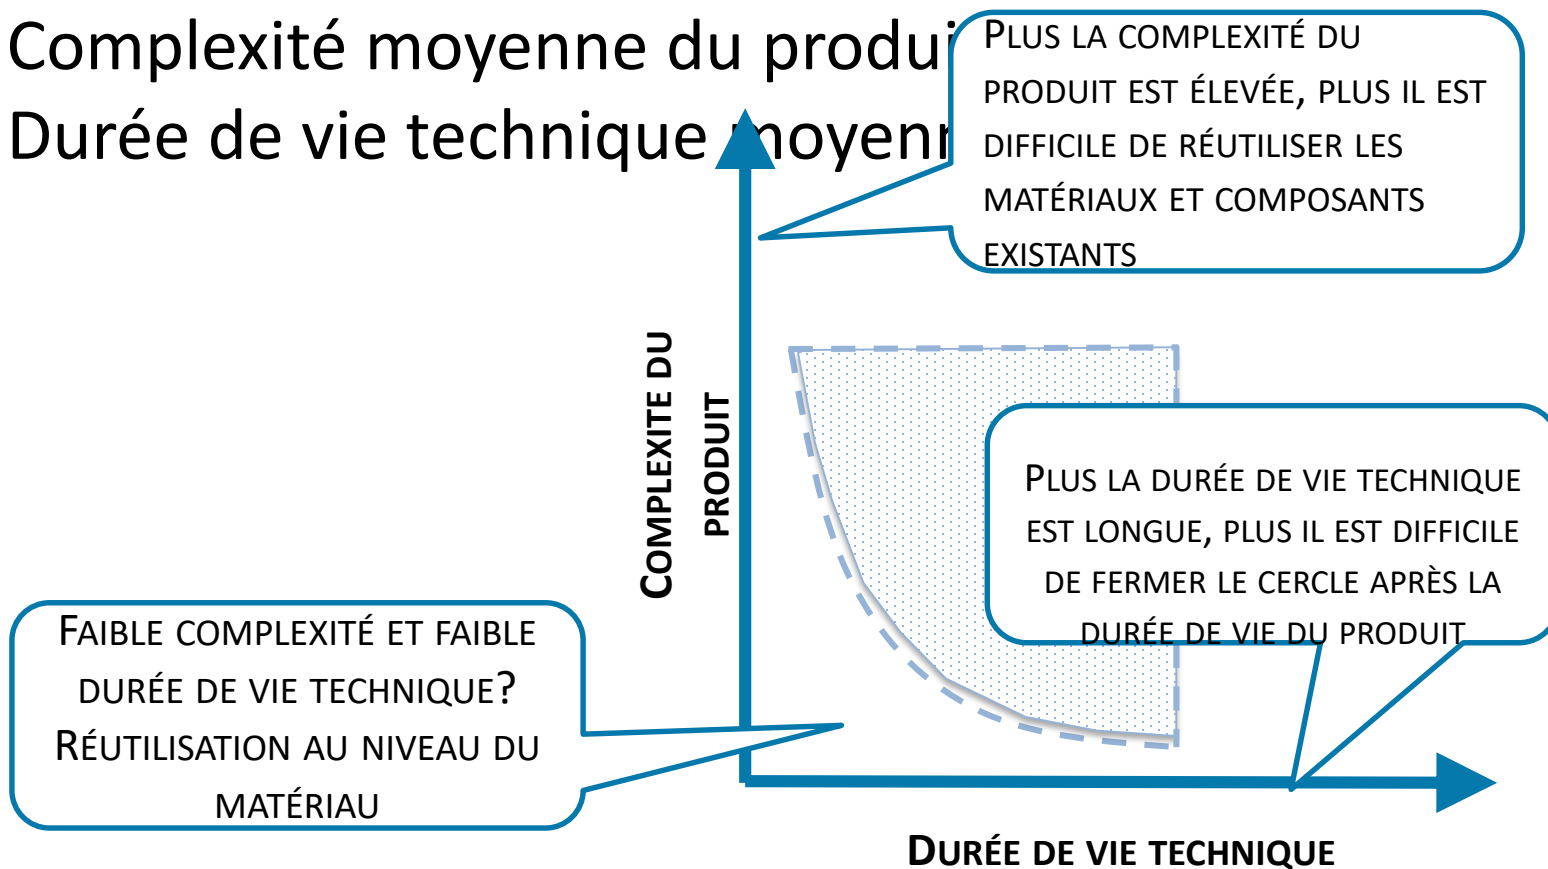 Complexité moyenne du produi
Durée de vie technique moyenn
PLUS LA COMPLEXITÉ DU
PRODUIT EST ÉLEVÉE, PLUS IL EST
DIFFICILE DE RÉUTILISER LES
MATÉRIAUX ET COMPOSANTS
EXISTANTS
COMPLEXITE DU
PRODUIT
PLUS LA DURÉE DE VIE TECHNIQUE
EST LONGUE, PLUS IL EST DIFFICILE
DE FERMER LE CERCLE APRÈS LA
DURÉE DE VIE DU PRODUIT
FAIBLE COMPLEXITÉ ET FAIBLE
DURÉE DE VIE TECHNIQUE?
RÉUTILISATION AU NIVEAU DU
MATÉRIAU
DURÉE DE VIE TECHNIQUE